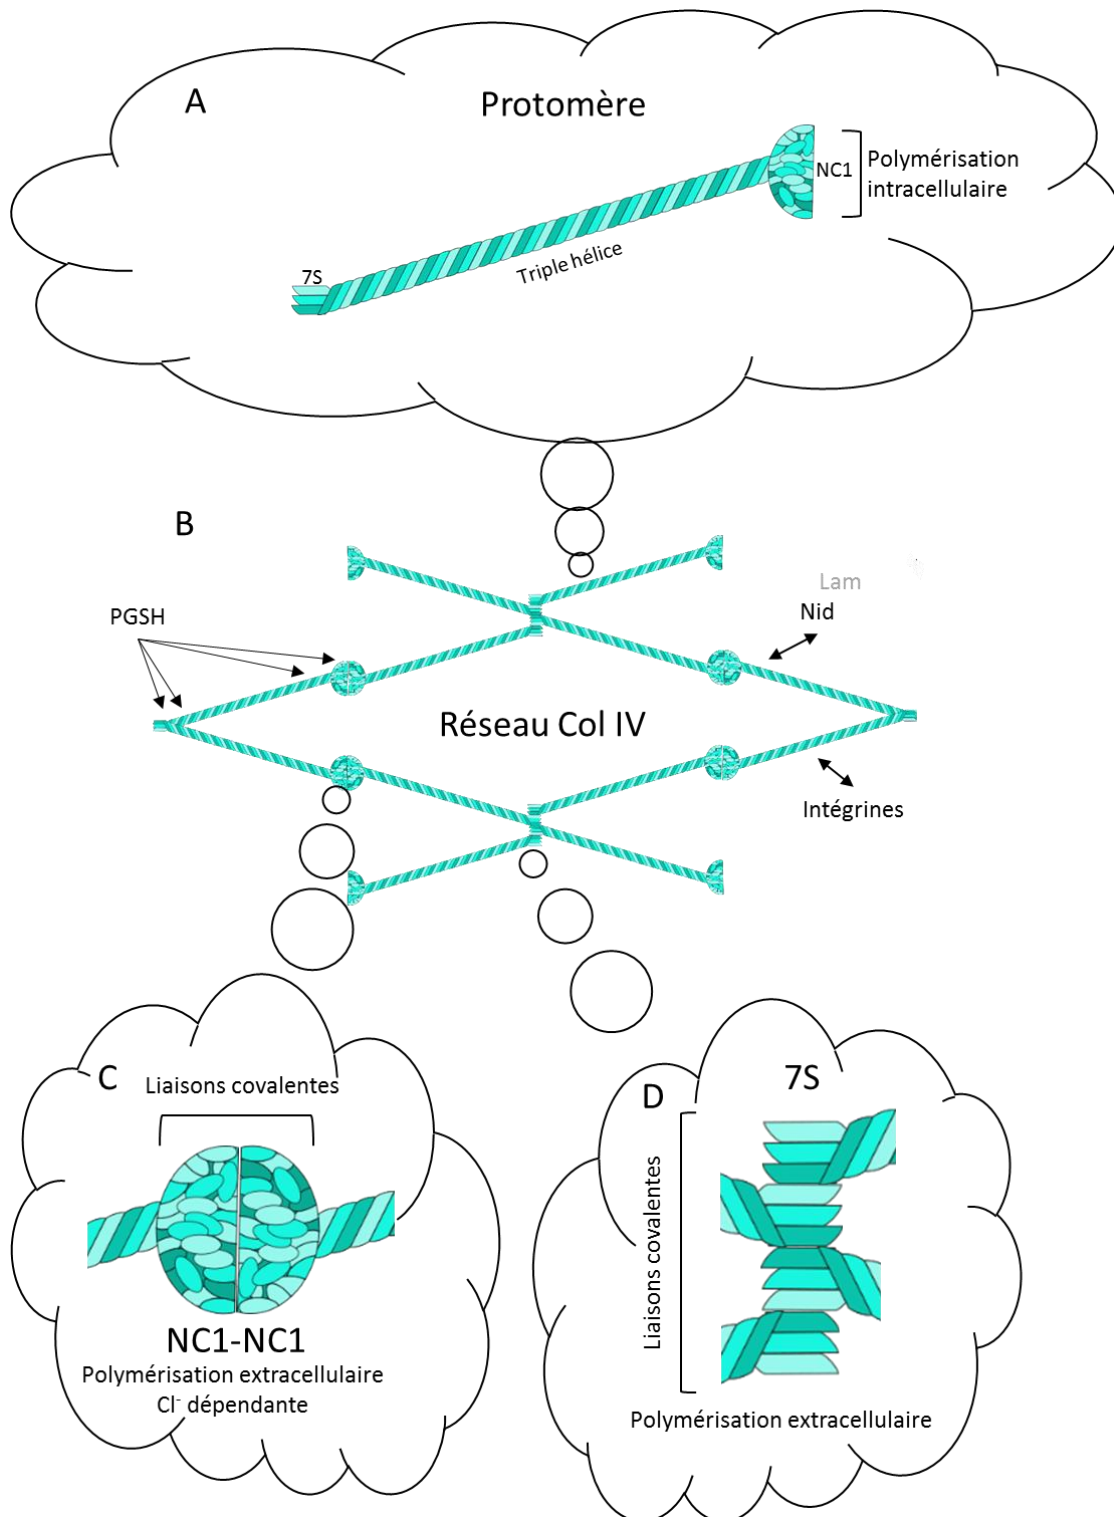 A
Protomère
NC1
Polymérisation
intracellulaire
7S
Triple hélice
B
Lam
Nid
PGSH
Réseau Col IV
Intégrines
C
Liaisons covalentes
NC1-NC1
Polymérisation extracellulaire
Cl⁻ dépendante
D
7S
Liaisons covalentes
Polymérisation extracellulaire